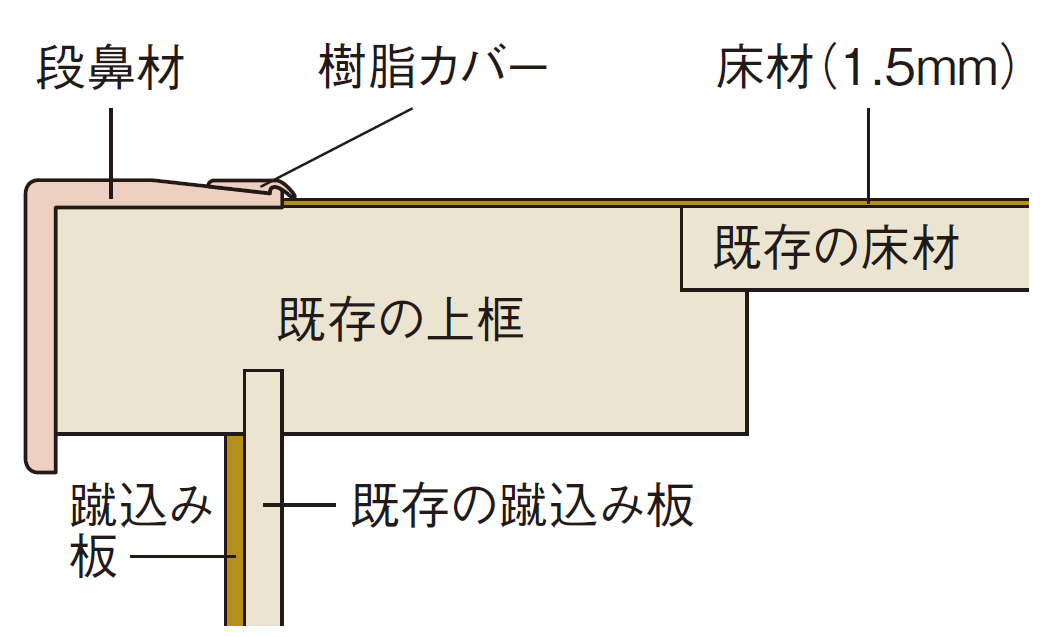 段鼻材
樹脂カバー
床材（1.5mm）
既存の床材
既存の上框
蹴込み
板
既存の蹴込み板